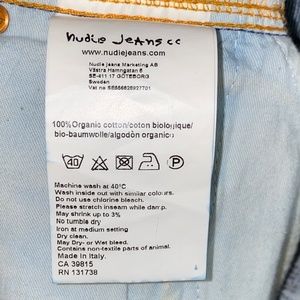 nudie jeans cc
www.nudiejeans.com
Nudie Jeans Marketing AB
Västra Hamngatan 6
SE-411 17 GÖTEBORG
Sweden
100%Organic cotton/coton biologique/
bio-baumwolle/algodón organico
40
P
Machine wash at 40°C
Wash inside out with similar colours.
Do not use chlorine bleach.
Please stretch inseam while damp.
May shrink up to 3%
No tumble dry
Iron at medium setting
Dry clean
May Dry- or Wet bleed.
Contains non-textile parts of animal.
Made in Italy.
CA 39815
RN 131738